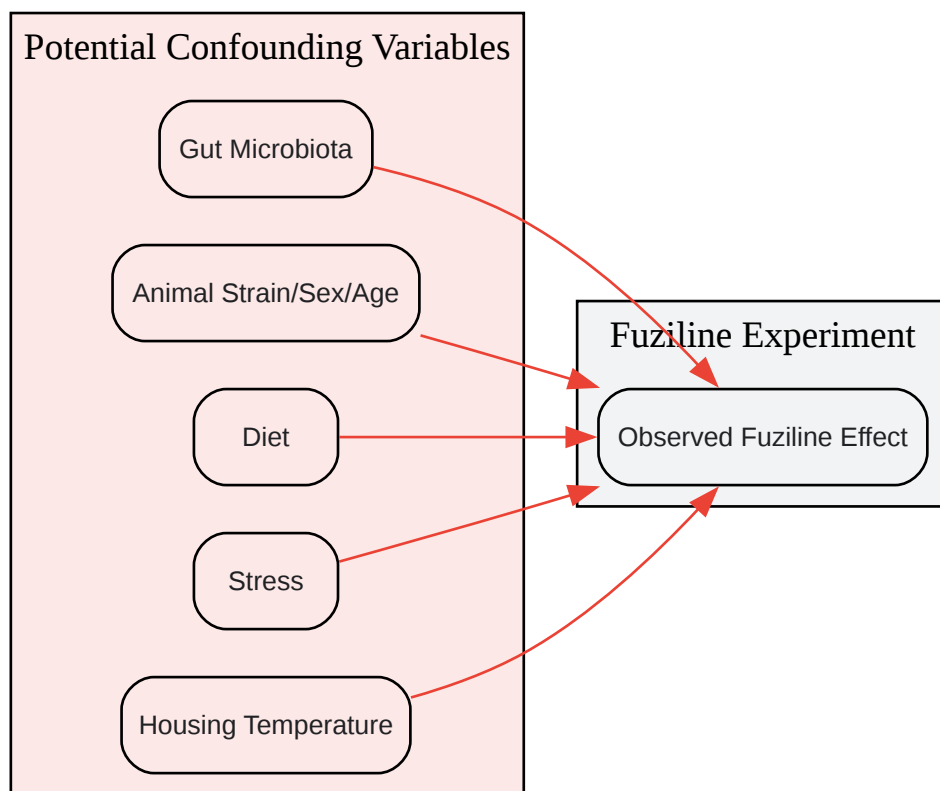 Potential Confounding Variables
Gut Microbiota
Animal Strain/Sex/Age
Diet
Stress
Housing Temperature
Fuziline Experiment
Observed Fuziline Effect